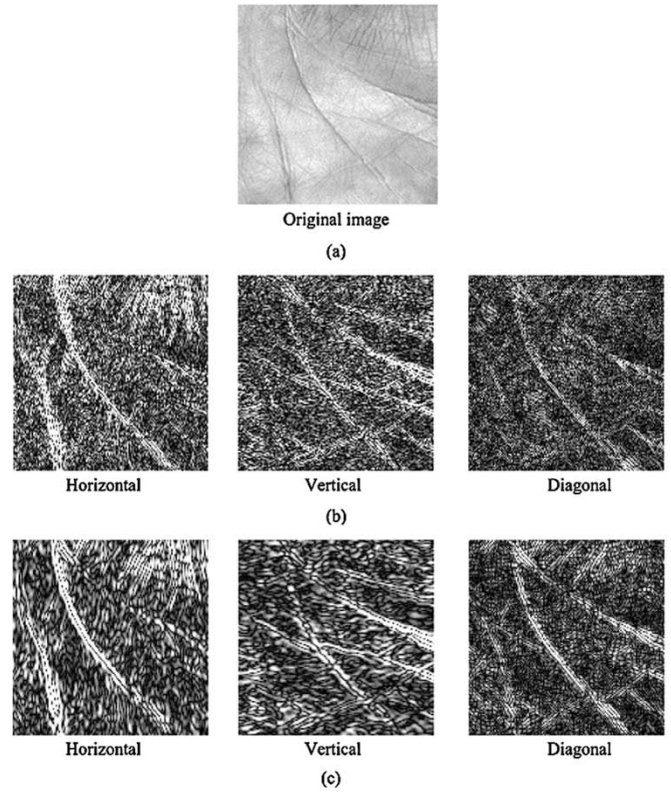 Original image
(a)
Horizontal
Vertical
Diagonal
(b)
Horizontal
Vertical
Diagonal
(c)